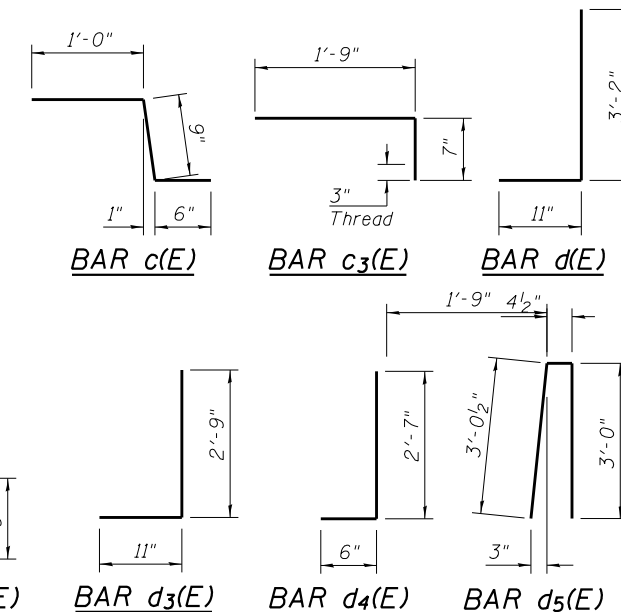 1'-0"
9"
1"
6"
BAR c(E)
1'-9"
7"
3"
Thread
BAR c3(E)
3'-2"
11"
BAR d(E)
E)
2'-9"
11"
BAR d3(E)
2'-7"
6"
BAR d4(E)
1'-9"
4½"
3'-0½"
3'-0"
3"
BAR d5(E)